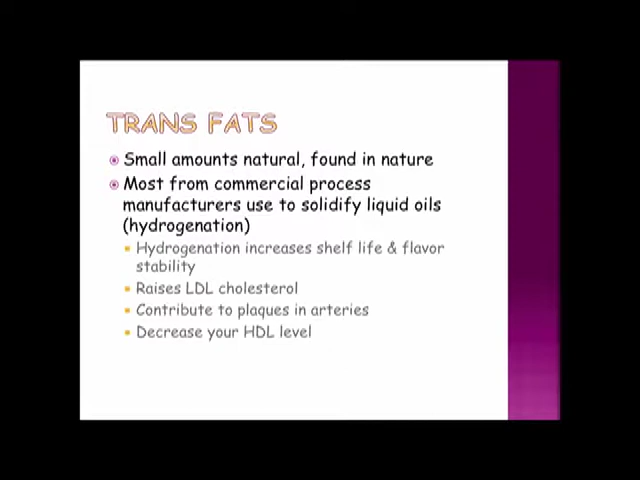 TRANS FATS
Small amounts natural, found in nature
Most from commercial process
manufacturers use to solidify liquid oils
(hydrogenation)
Hydrogenation increases shelf life & flavor
stability
Raises LDL cholesterol
Contribute to plaques in arteries
Decrease your HDL level